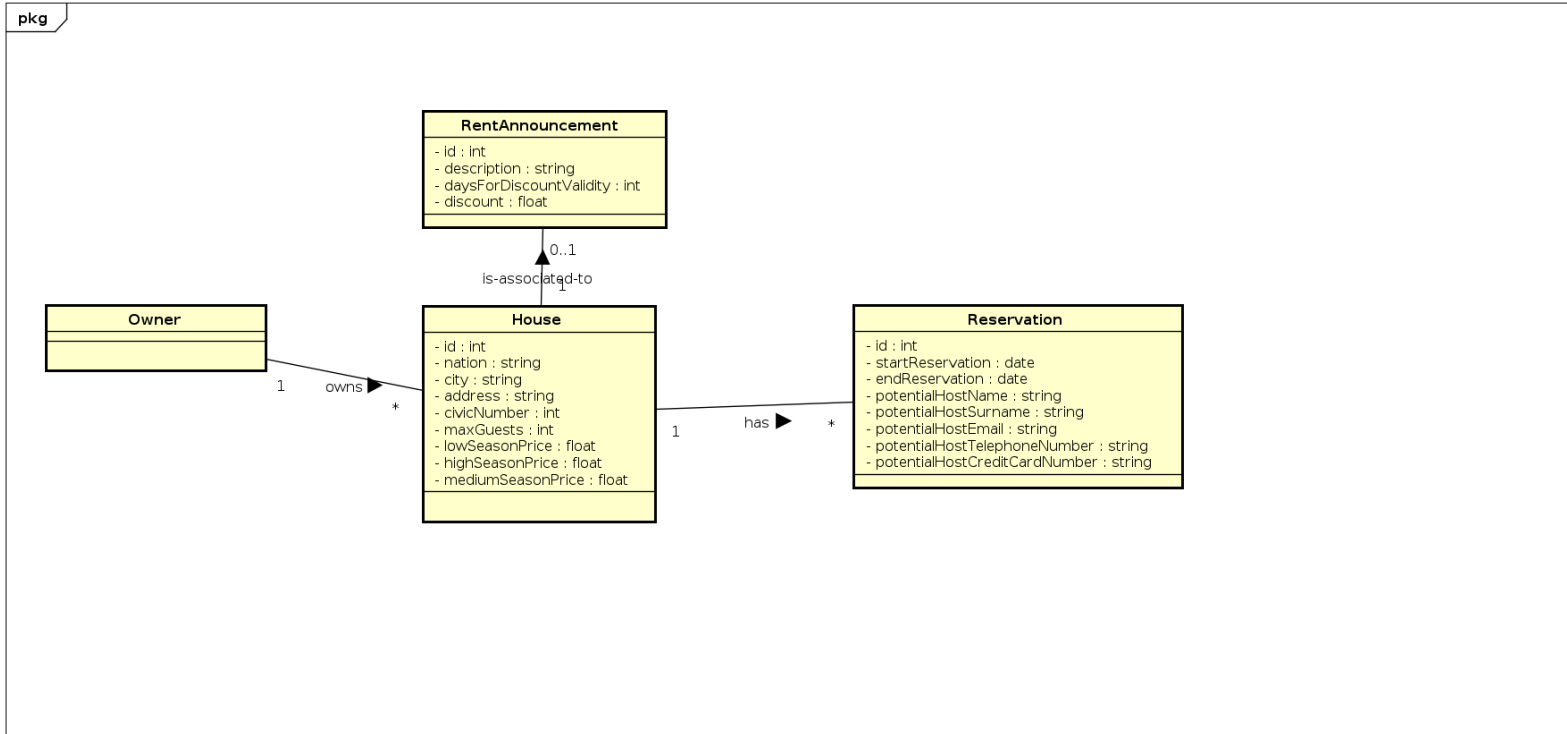 pkg
RentAnnouncement
- id : int
- description : string
- daysForDiscountValidity : int
- discount : float
0..1
is-associated-to
1
Owner
1
owns
*
House
- id : int
- nation : string
- city : string
- address : string
- civicNumber : int
- maxGuests : int
- lowSeasonPrice : float
- highSeasonPrice : float
- mediumSeasonPrice : float
1
has
*
Reservation
- id : int
- startReservation : date
- endReservation : date
- potentialHostName : string
- potentialHostSurname : string
- potentialHostEmail : string
- potentialHostTelephoneNumber : string
- potentialHostCreditCardNumber : string